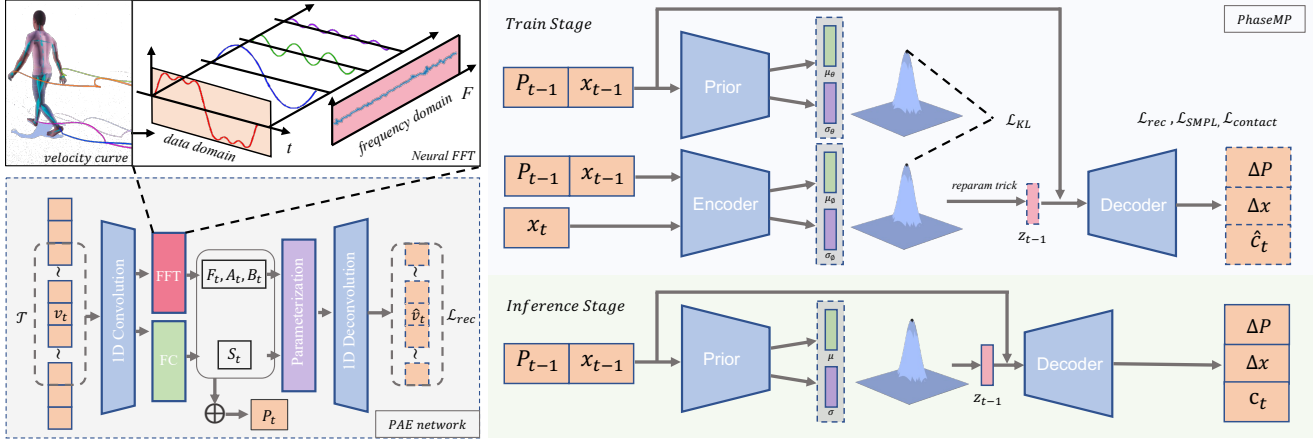 velocity curve
data domain
t
frequency domain
F
Neural FFT
𝒯
v_t
1D Convolution
FFT
FC
F_t, A_t, B_t
S_t
⊕
P_t
Parameterization
1D Deconvolution
v̂_t
ℒ_rec
PAE network
Train Stage
PhaseMP
P_{t−1} x_{t−1}
Prior
μ_θ
σ_θ
ℒ_KL
P_{t−1} x_{t−1}
x_t
Encoder
μ_∅
σ_∅
reparam trick
z_{t−1}
Decoder
ℒ_rec , ℒ_SMPL, ℒ_contact
ΔP
Δx
ĉ_t
Inference Stage
P_{t−1} x_{t−1}
Prior
μ
σ
z_{t−1}
Decoder
ΔP
Δx
c_t